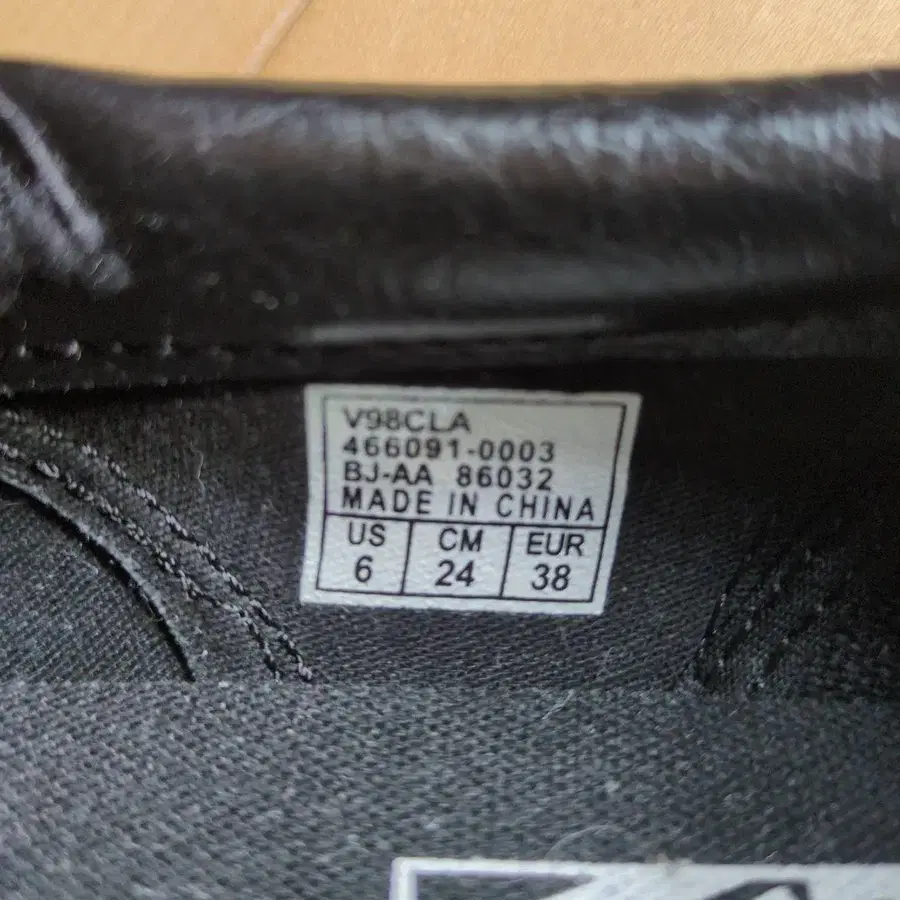 V98CLA
466091-0003
BJ-AA 86032
MADE IN CHINA
US CM EUR
6 24 38